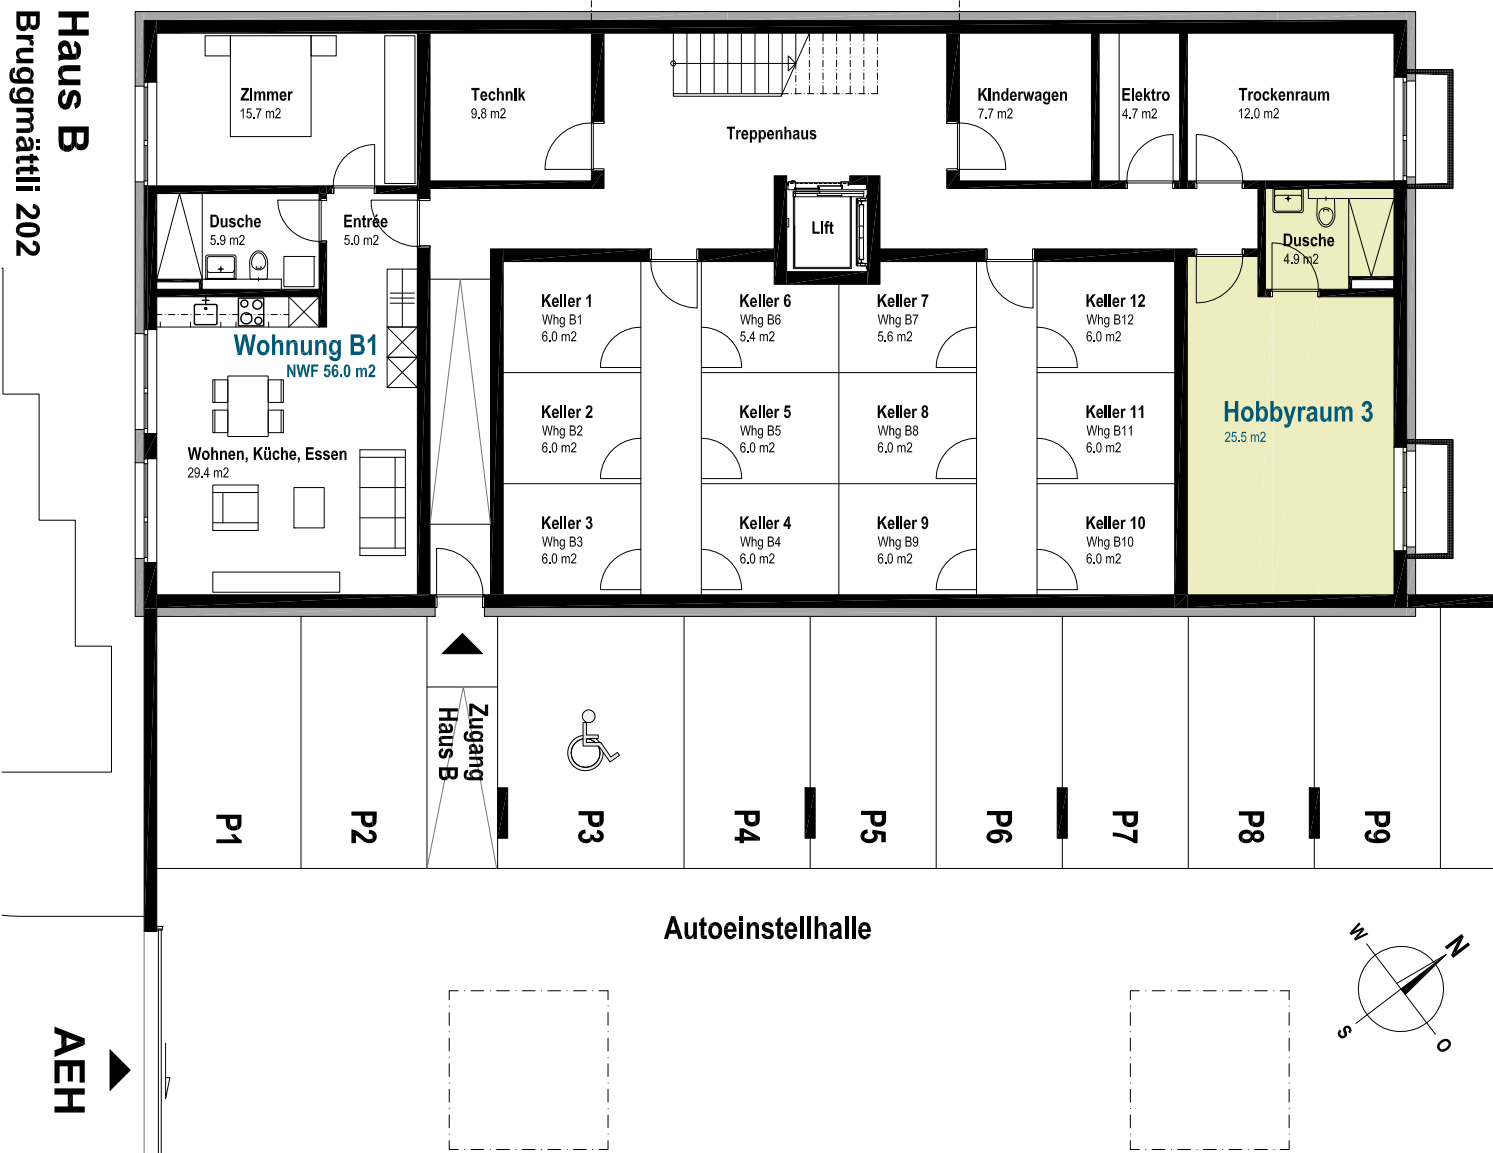 Haus B
Bruggmättli 202
Zimmer
15.7 m2
Technik
9.8 m2
Treppenhaus
Kinderwagen
7.7 m2
Elektro
4.7 m2
Trockenraum
12.0 m2
Dusche
5.9 m2
Entrée
5.0 m2
Lift
Dusche
4.9 m2
Wohnung B1
NWF 56.0 m2
Wohnen, Küche, Essen
29.4 m2
Keller 1
Whg B1
6.0 m2
Keller 6
Whg B6
5.4 m2
Keller 7
Whg B7
5.6 m2
Keller 12
Whg B12
6.0 m2
Keller 2
Whg B2
6.0 m2
Keller 5
Whg B5
6.0 m2
Keller 8
Whg B8
6.0 m2
Keller 11
Whg B11
6.0 m2
Hobbyraum 3
25.5 m2
Keller 3
Whg B3
6.0 m2
Keller 4
Whg B4
6.0 m2
Keller 9
Whg B9
6.0 m2
Keller 10
Whg B10
6.0 m2
Zugang
Haus B
P1
P2
P3
P4
P5
P6
P7
P8
P9
Autoeinstellhalle
W
N
S
O
AEH